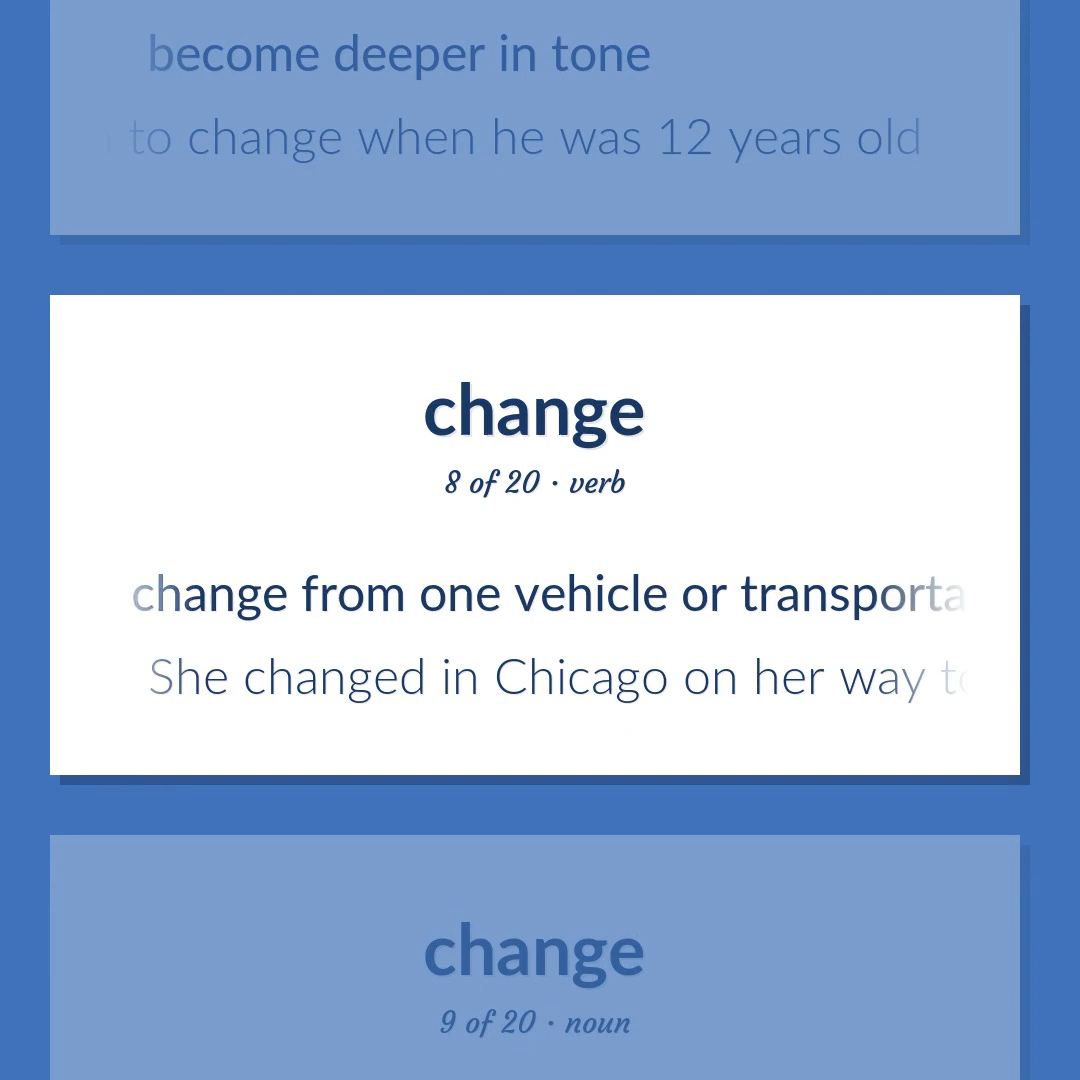 become deeper in tone
to change when he was 12 years old
change
8 of 20 · verb
change from one vehicle or transporta
She changed in Chicago on her way to
change
9 of 20 · noun